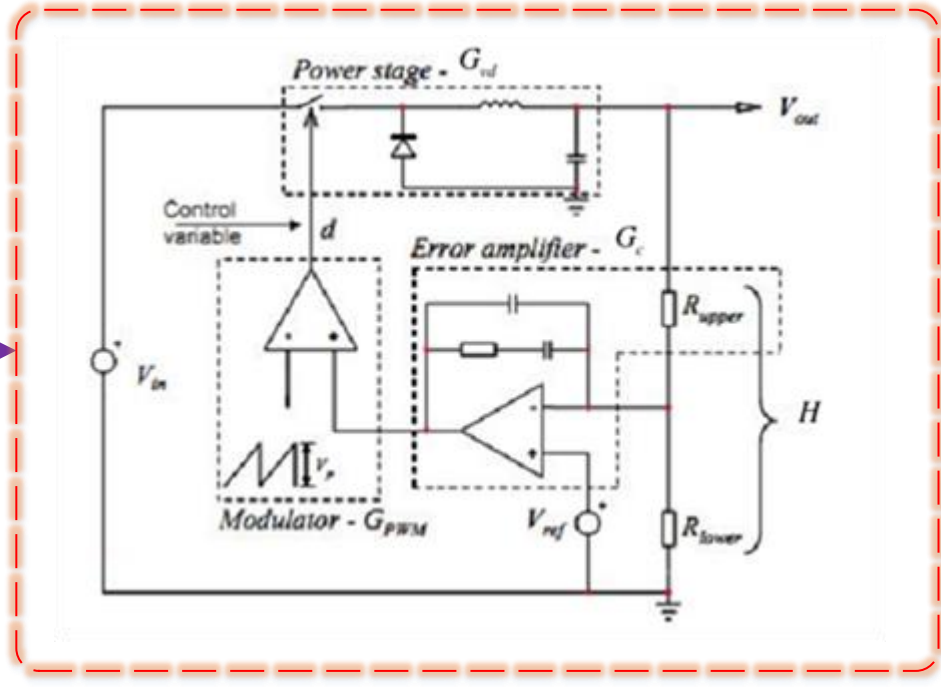 Power stage - G_vd
V_out
Control
variable
d
Error amplifier - G_c
R_upper
V_in
H
V_p
V_ref
R_lower
Modulator - G_PWM